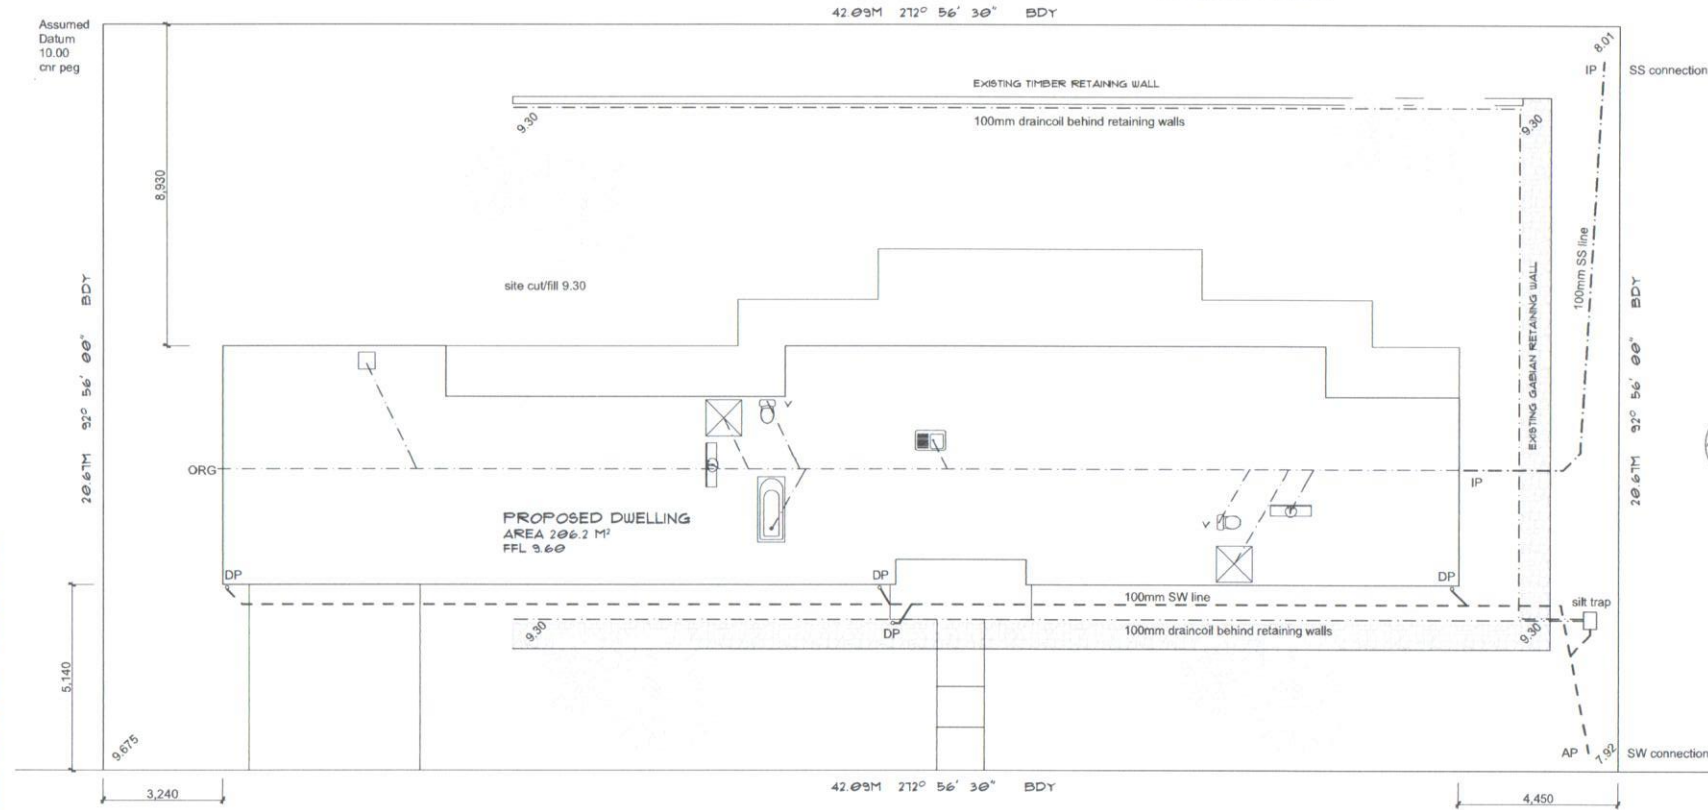 42.09M 272° 56' 30" BDY
Assumed
Datum
10.00
cnr peg
8.01
IP
SS connection
EXISTING TIMBER RETAINING WALL
9.30
100mm draincoil behind retaining walls
9.30
8,930
100mm SS line
20.67M 92° 56' 00" BDY
site cut/fill 9.30
EXISTING GABIAN RETAINING WALL
20.67M 92° 56' 00" BDY
V
ORG
IP
PROPOSED DWELLING
AREA 206.2 M²
FFL 9.60
V
DP
DP
DP
100mm SW line
silt trap
9.30
DP
100mm draincoil behind retaining walls
9.30
5,140
9.675
AP
7.92
SW connection
42.09M 272° 56' 30" BDY
3,240
4,450